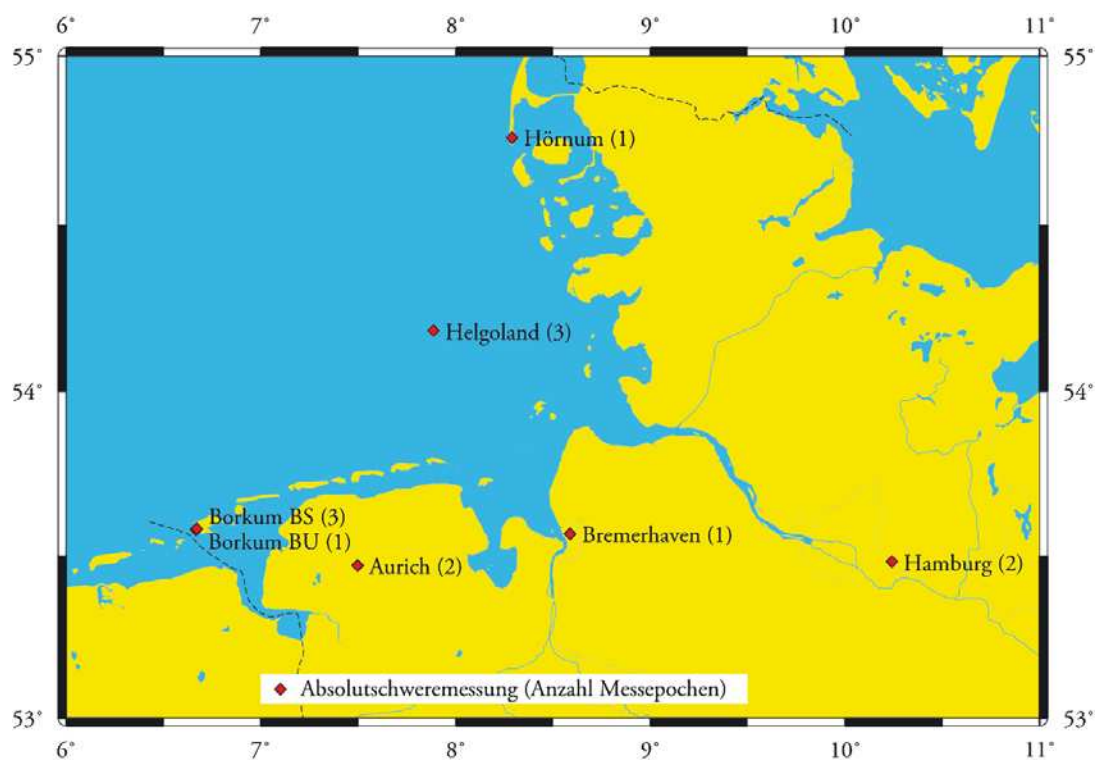 6° 7° 8° 9° 10° 11°
55° 55°
Hörnum (1)
Helgoland (3)
54° 54°
Borkum BS (3)
Borkum BU (1)
Bremerhaven (1)
Aurich (2)
Hamburg (2)
Absolutschweremessung (Anzahl Messepochen)
53° 53°
6° 7° 8° 9° 10° 11°